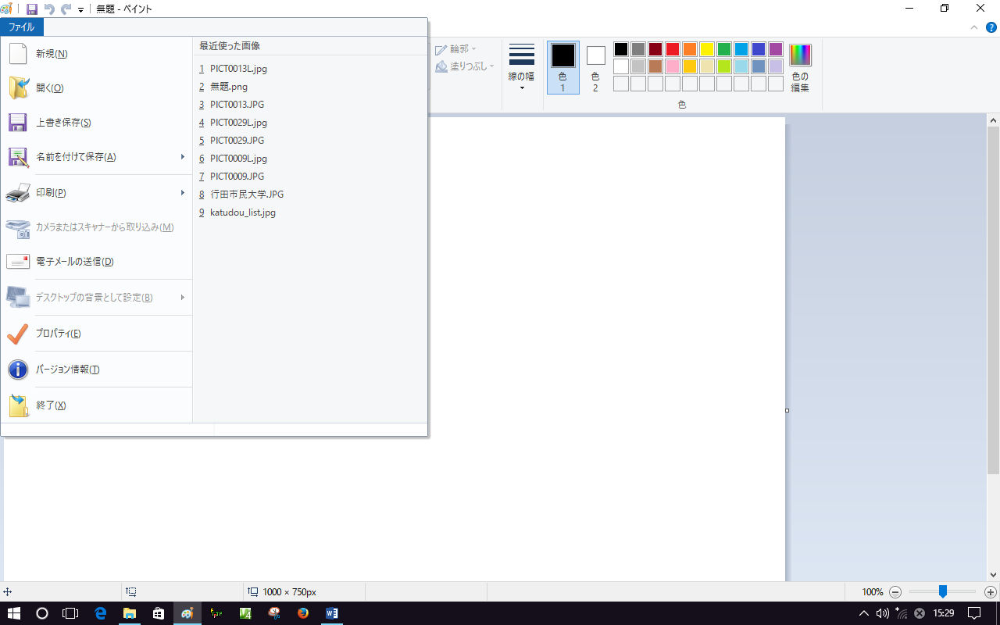 無題 - ペイント
ファイル
新規(N)
開く(O)
上書き保存(S)
名前を付けて保存(A)
印刷(P)
カメラまたはスキャナーから取り込み(M)
電子メールの送信(D)
デスクトップの背景として設定(B)
プロパティ(E)
バージョン情報(T)
終了(X)
最近使った画像
1 PICT0013L.jpg
2 無題.png
3 PICT0013.JPG
4 PICT0029L.jpg
5 PICT0029.JPG
6 PICT0009L.jpg
7 PICT0009.JPG
8 行田市民大学.JPG
9 katudou_list.jpg
輪郭
塗りつぶし
線の幅
色
1
色
2
色の
編集
色
1000 × 750px
100%
15:29